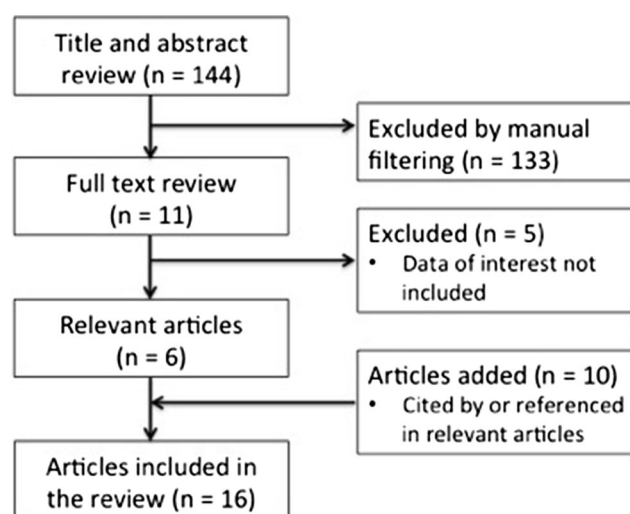 Title and abstract
review (n = 144)
Excluded by manual
filtering (n = 133)
Full text review
(n = 11)
Excluded (n = 5)
• Data of interest not
included
Relevant articles
(n = 6)
Articles added (n = 10)
• Cited by or referenced
in relevant articles
Articles included in
the review (n = 16)